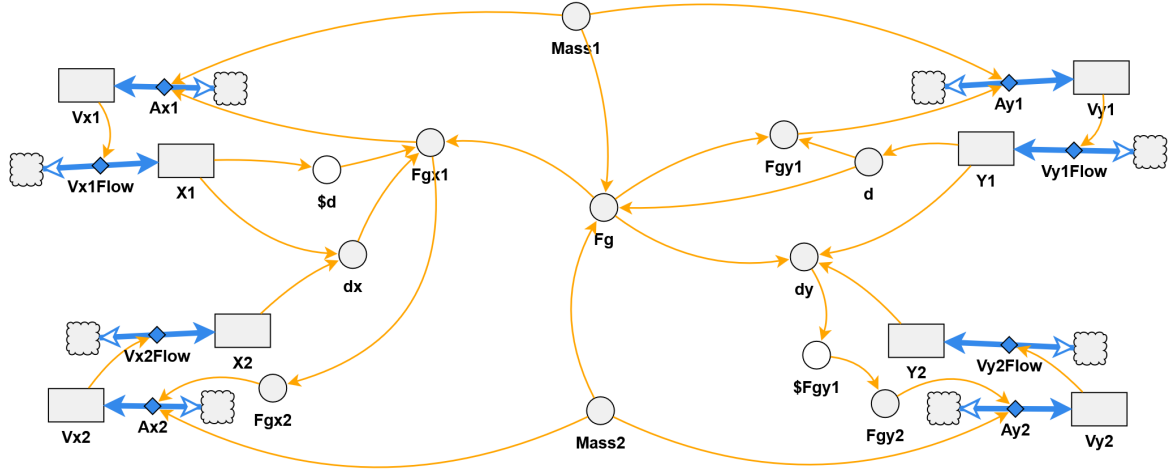 Mass1
Vx1
Ax1
Ay1
Vy1
Vx1Flow
X1
$d
Fgx1
Fgy1
d
Y1
Vy1Flow
Fg
dx
dy
Vx2Flow
X2
$Fgy1
Y2
Vy2Flow
Vx2
Ax2
Fgx2
Mass2
Fgy2
Ay2
Vy2